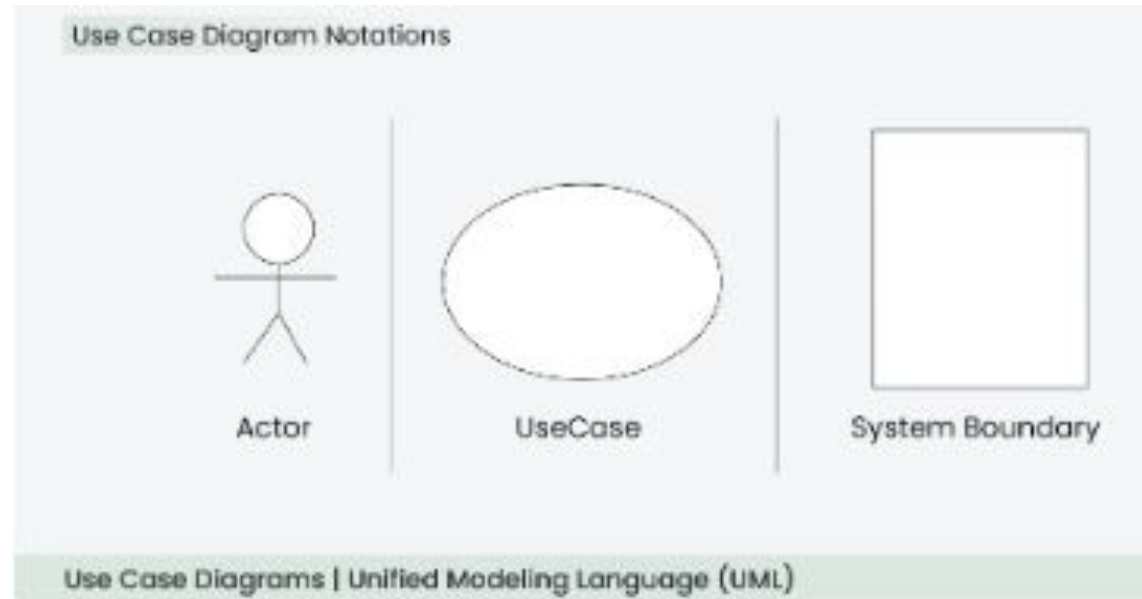 Use Case Diagram Notations
Actor
UseCase
System Boundary
Use Case Diagrams | Unified Modeling Language (UML)